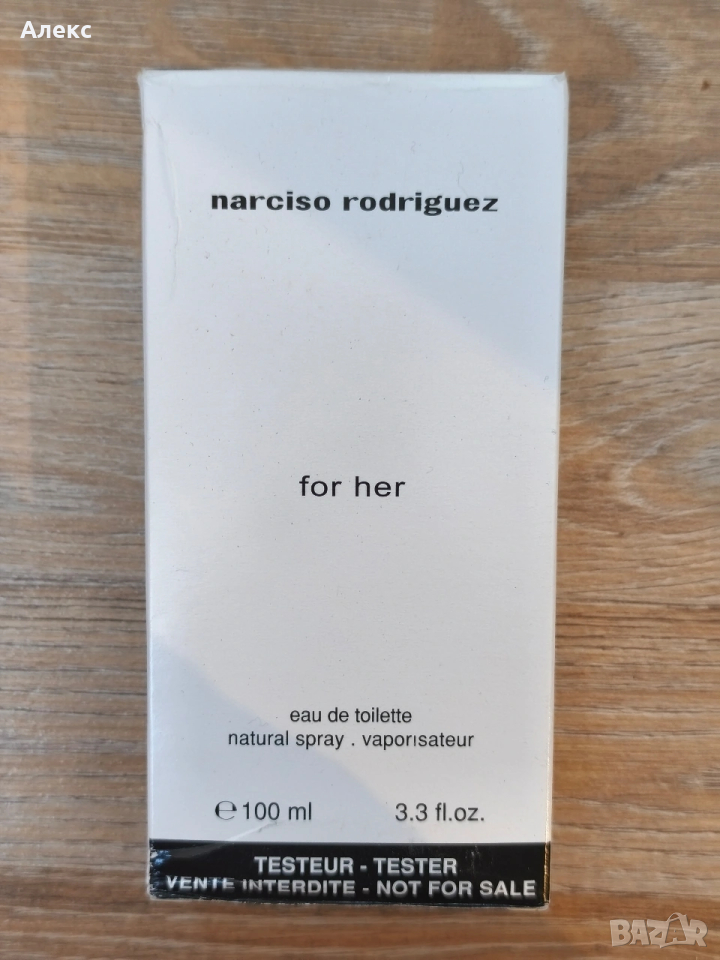 Алекс
narciso rodriguez
for her
eau de toilette
natural spray . vaporisateur
℮ 100 ml 3.3 fl.oz.
TESTEUR - TESTER
VENTE INTERDITE - NOT FOR SALE
BAZAR